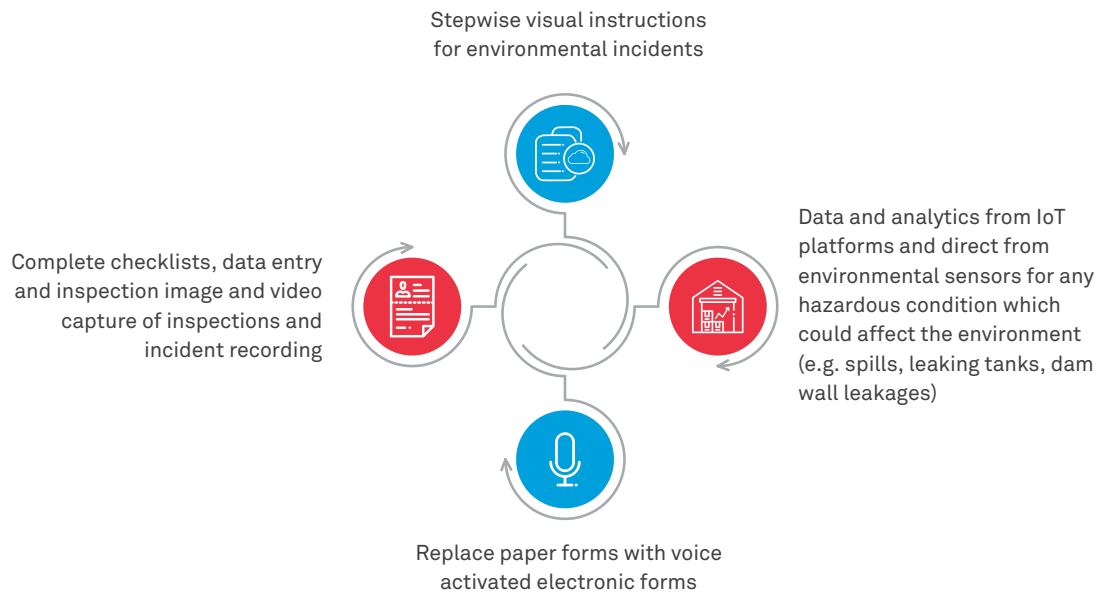 Stepwise visual instructions
for environmental incidents
Complete checklists, data entry
and inspection image and video
capture of inspections and
incident recording
Data and analytics from IoT
platforms and direct from
environmental sensors for any
hazardous condition which
could affect the environment
(e.g. spills, leaking tanks, dam
wall leakages)
Replace paper forms with voice
activated electronic forms